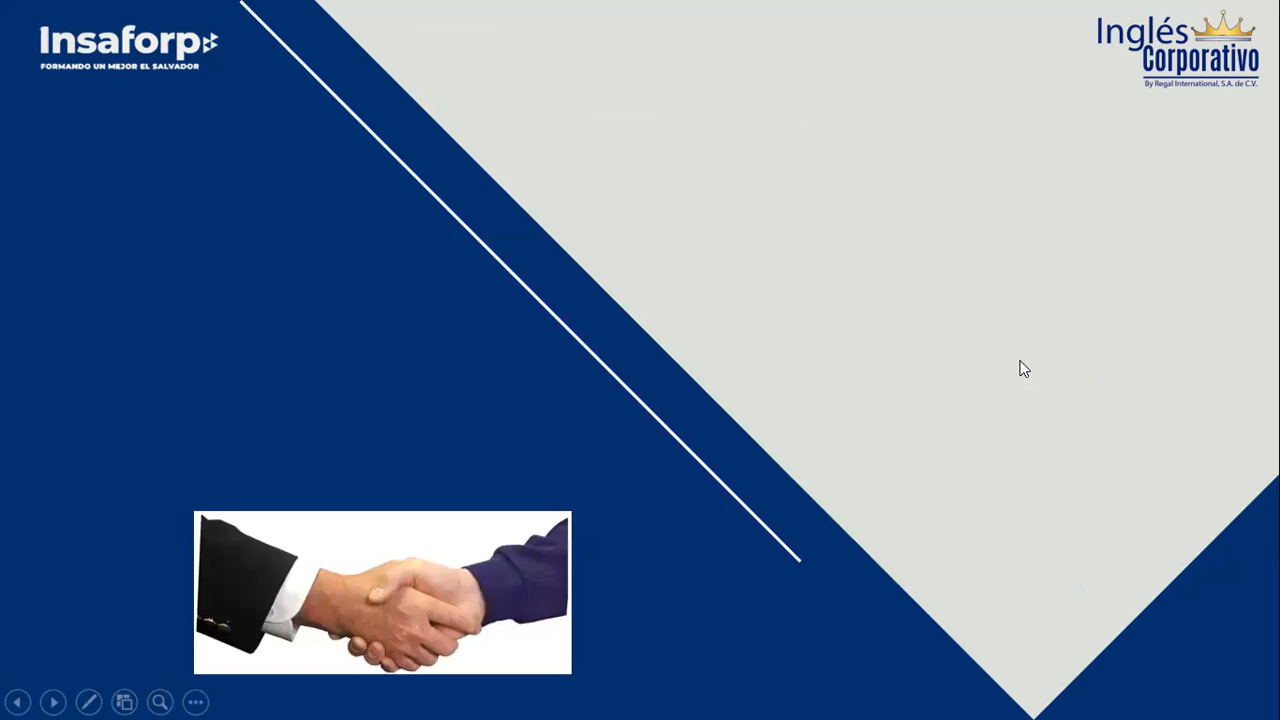 Insaforp
FORMANDO UN MEJOR EL SALVADOR
Inglés
Corporativo
By Regal International, S.A. de C.V.